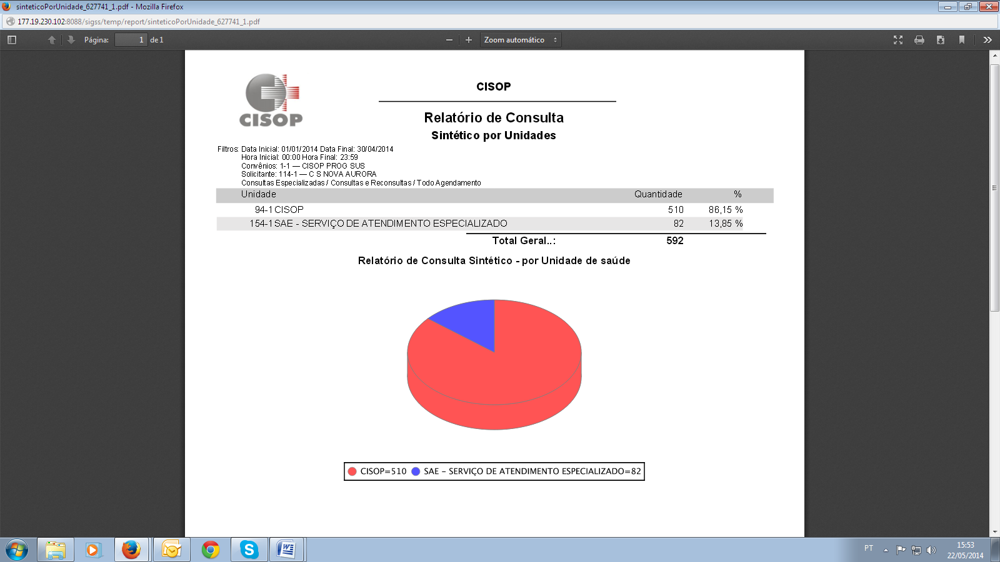 sinteticoPorUnidade_627741_1.pdf - Mozilla Firefox
177.19.230.102:8088/sigss/temp/report/sinteticoPorUnidade_627741_1.pdf
Página: 1 de 1
Zoom automático
CISOP
CISOP
Relatório de Consulta
Sintético por Unidades
Filtros: Data Inicial: 01/01/2014 Data Final: 30/04/2014
Hora Inicial: 00:00 Hora Final: 23:59
Convênios: 1-1 — CISOP PROG SUS
Solicitante: 114-1 — C S NOVA AURORA
Consultas Especializadas / Consultas e Reconsultas / Todo Agendamento
Unidade Quantidade %
94-1 CISOP 510 86,15 %
154-1 SAE - SERVIÇO DE ATENDIMENTO ESPECIALIZADO 82 13,85 %
Total Geral..: 592
Relatório de Consulta Sintético - por Unidade de saúde
CISOP=510 SAE - SERVIÇO DE ATENDIMENTO ESPECIALIZADO=82
PT
15:53
22/05/2014